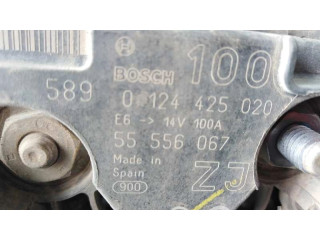 BOSCH 100
589 0 124 425 020
E6 -> 14V 100A
55 556 067
Made in
Spain ZJ
900